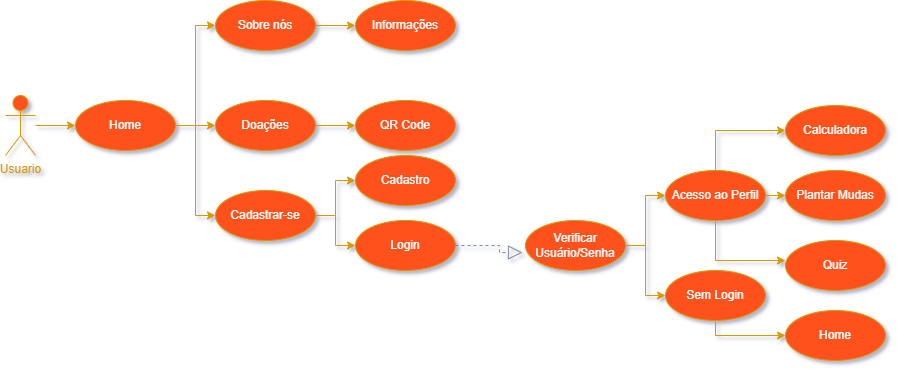 Usuario
Home
Sobre nós
Informações
Doações
QR Code
Cadastrar-se
Cadastro
Login
Verificar
Usuário/Senha
Acesso ao Perfil
Calculadora
Plantar Mudas
Quiz
Sem Login
Home